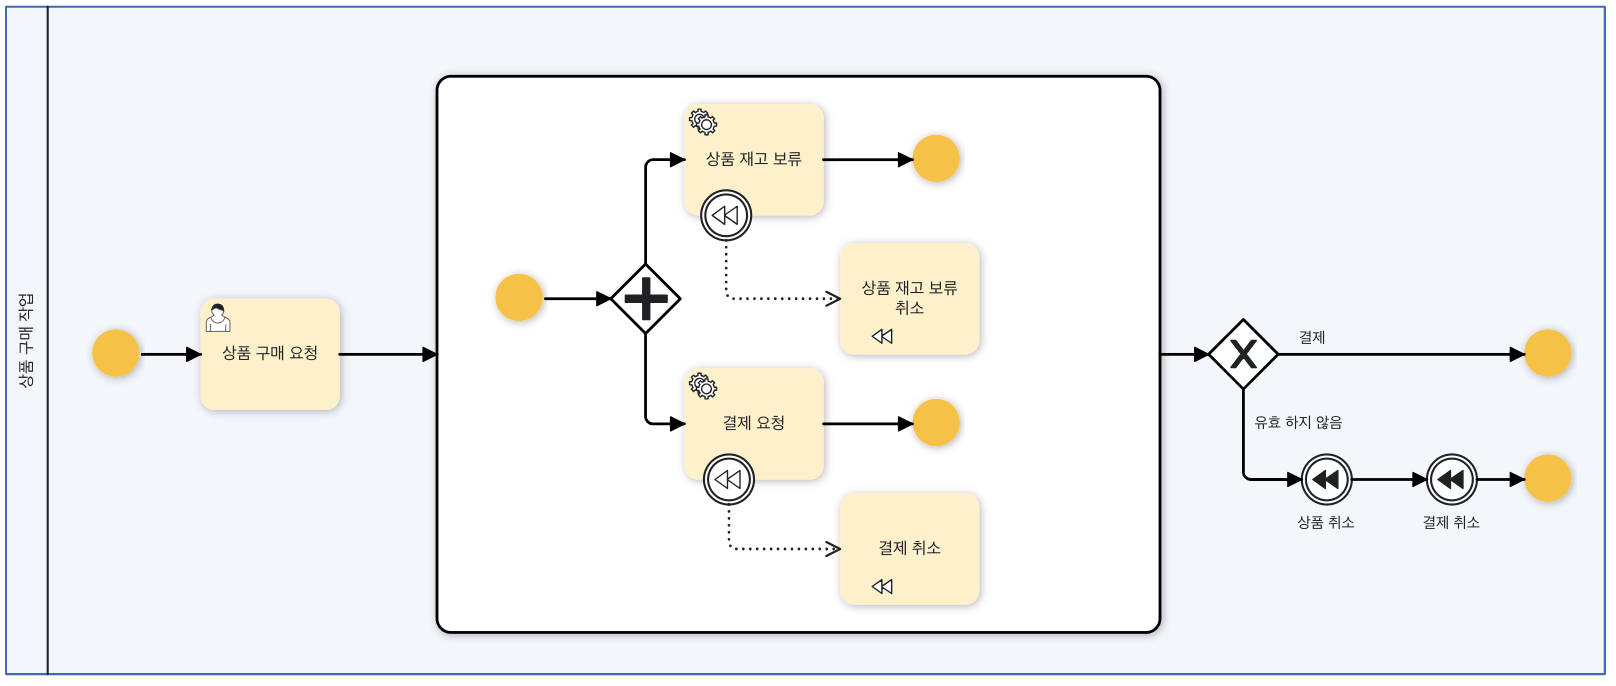 상품 구매 작업
상품 구매 요청
상품 재고 보류
상품 재고 보류
취소
결제 요청
결제 취소
결제
유효 하지 않음
상품 취소
결제 취소